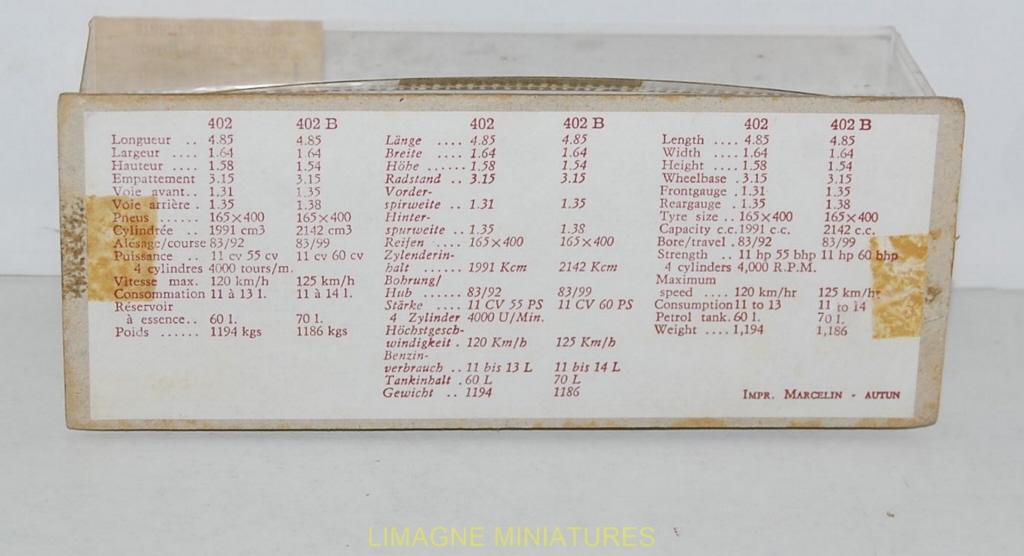 402 402 B
Longueur .. 4.85 4.85
Largeur .... 1.64 1.64
Hauteur .... 1.58 1.54
Empattement 3.15 3.15
Voie avant.. 1.31 1.35
Voie arrière . 1.35 1.38
Pneus ...... 165×400 165×400
Cylindrée .. 1991 cm3 2142 cm3
Alésage/course 83/92 83/99
Puissance .. 11 cv 55 cv 11 cv 60 cv
4 cylindres 4000 tours/m.
Vitesse max. 120 km/h 125 km/h
Consommation 11 à 13 l. 11 à 14 l.
Réservoir
à essence.. 60 l. 70 l.
Poids ...... 1194 kgs 1186 kgs
402 402 B
Länge .... 4.85 4.85
Breite .... 1.64 1.64
Höhe ...... 1.58 1.54
Radstand .. 3.15 3.15
Vorder-
spirweite .. 1.31 1.35
Hinter-
spurweite .. 1.35 1.38
Reifen .... 165×400 165×400
Zylenderin-
halt ...... 1991 Kcm 2142 Kcm
Bohrung/
Hub ...... 83/92 83/99
Stärke .... 11 CV 55 PS 11 CV 60 PS
4 Zylinder 4000 U/Min.
Höchstgesch-
windigkeit . 120 Km/h 125 Km/h
Benzin-
verbrauch .. 11 bis 13 L 11 bis 14 L
Tankinhalt . 60 L 70 L
Gewicht .. 1194 1186
402 402 B
Length .... 4.85 4.85
Width .... 1.64 1.64
Height .... 1.58 1.54
Wheelbase . 3.15 3.15
Frontgauge . 1.31 1.35
Reargauge . 1.35 1.38
Tyre size .. 165×400 165×400
Capacity c.c. 1991 c.c. 2142 c.c.
Bore/travel . 83/92 83/99
Strength .. 11 hp 55 bhp 11 hp 60 bhp
4 cylinders 4,000 R.P.M.
Maximum
speed .... 120 km/hr 125 km/hr
Consumption 11 to 13 11 to 14
Petrol tank. 60 l. 70 l.
Weight .... 1,194 1,186
IMPR. MARCELIN - AUTUN
LIMAGNE MINIATURES